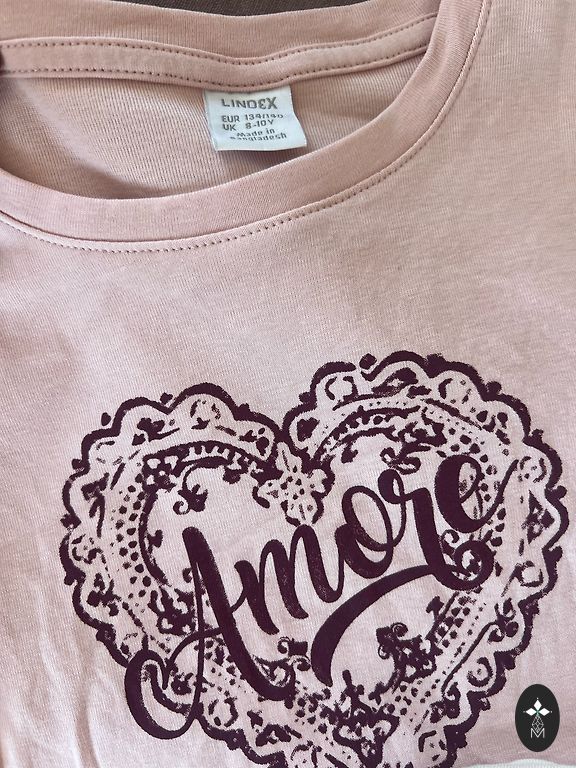 LINDEX
EUR 134/140
UK 8-10Y
Made in
Bangladesh
Amore